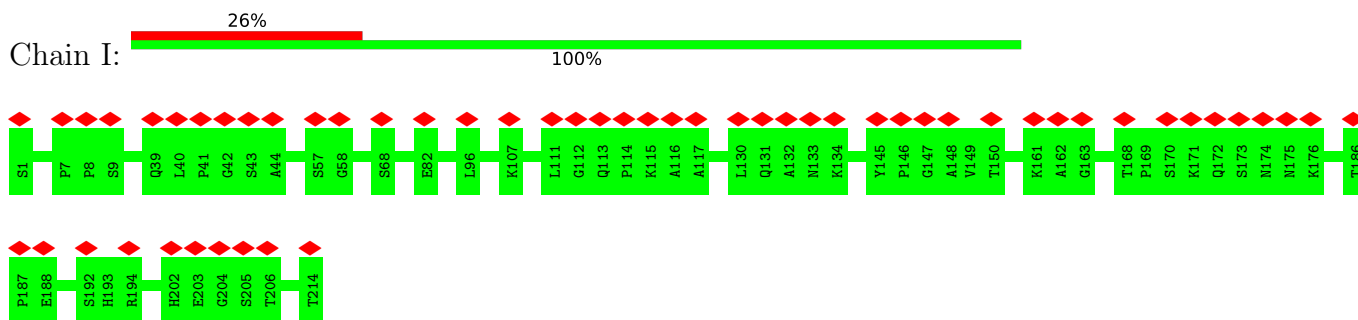 26%
Chain I:
100%
S1 P7 P8 S9 Q39 L40 P41 G42 S43 A44 S57 G58 S68 E82 L96 K107 L111 G112 Q113 P114 K115 A116 A117 L130 Q131 A132 N133 K134 Y145 P146 G147 A148 V149 T150 K161 A162 G163 T168 P169 S170 K171 Q172 S173 N174 N175 K176 T186
P187 E188 S192 H193 R194 H202 E203 G204 S205 T206 T214